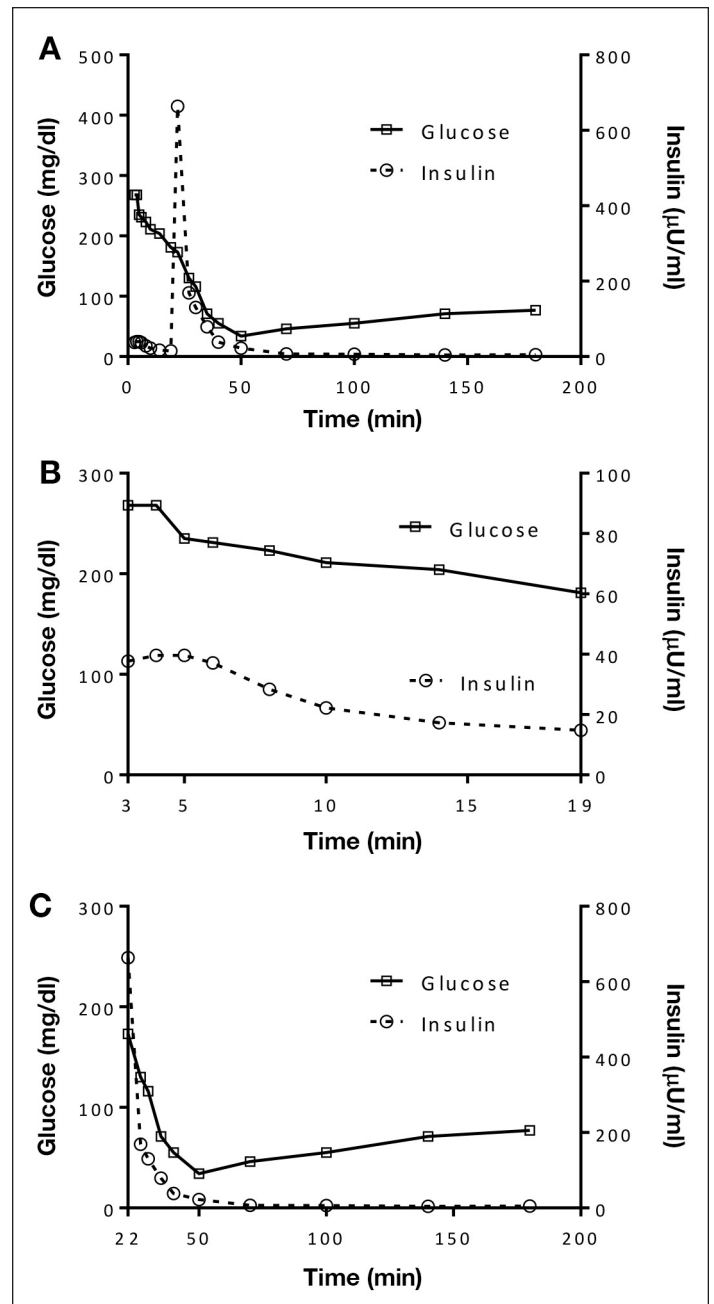 A
Glucose (mg/dl)
500
400
300
200
100
0
800
600
400
200
0
Insulin (µU/ml)
Glucose
Insulin
0 50 100 150 200
Time (min)
B
Glucose (mg/dl)
300
200
100
0
100
80
60
40
20
0
Insulin (µU/ml)
Glucose
Insulin
3 5 10 15 19
Time (min)
C
Glucose (mg/dl)
300
200
100
0
800
600
400
200
0
Insulin (µU/ml)
Glucose
Insulin
22 50 100 150 200
Time (min)